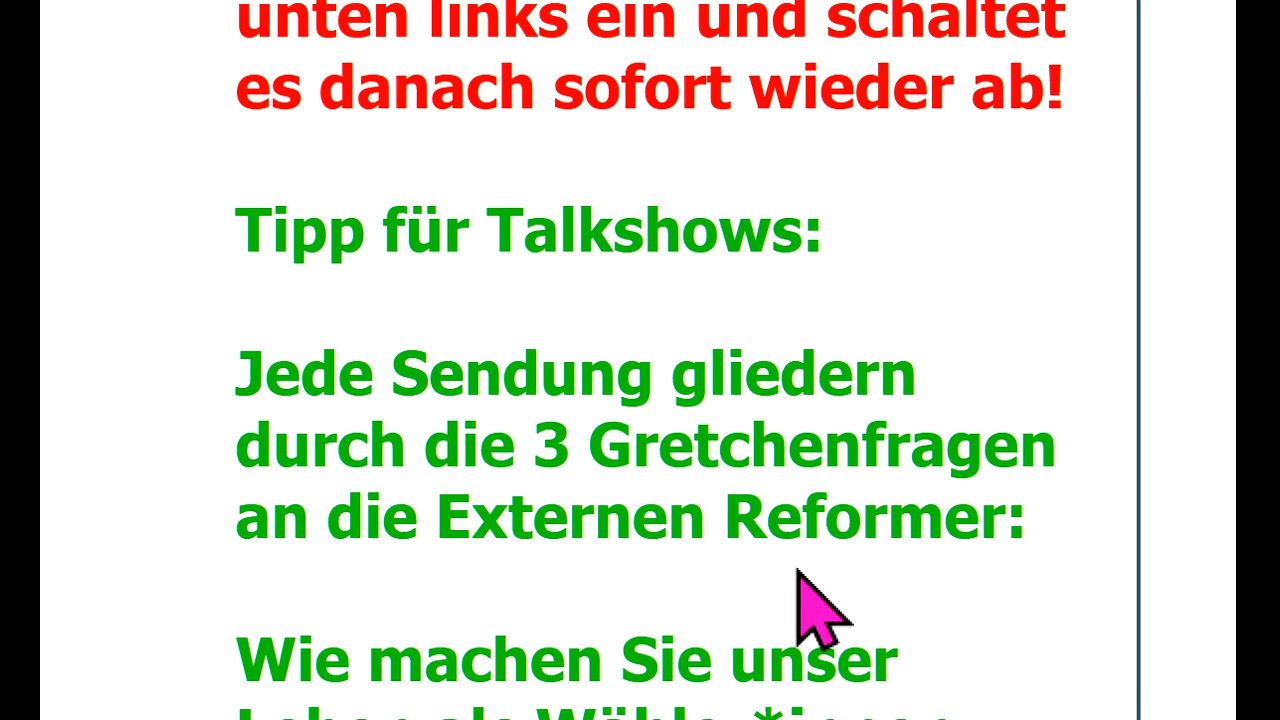 unten links ein und schaltet
es danach sofort wieder ab!
Tipp für Talkshows:
Jede Sendung gliedern
durch die 3 Gretchenfragen
an die Externen Reformer:
Wie machen Sie unser